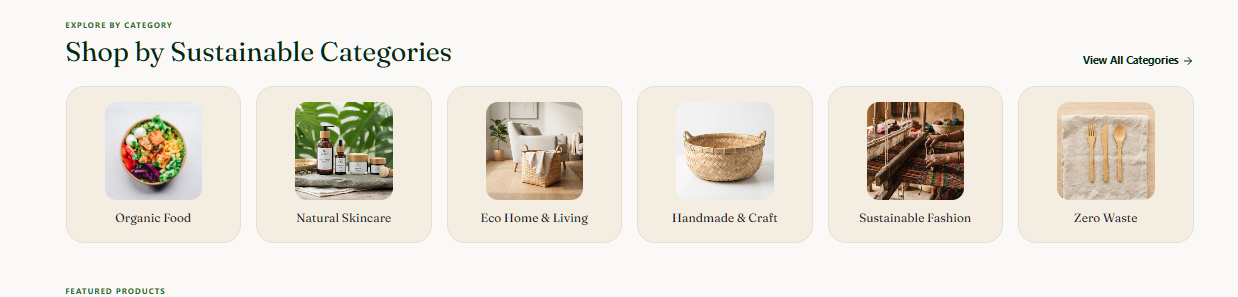 EXPLORE BY CATEGORY
Shop by Sustainable Categories
View All Categories →
Organic Food
Natural Skincare
Eco Home & Living
Handmade & Craft
Sustainable Fashion
Zero Waste
FEATURED PRODUCTS